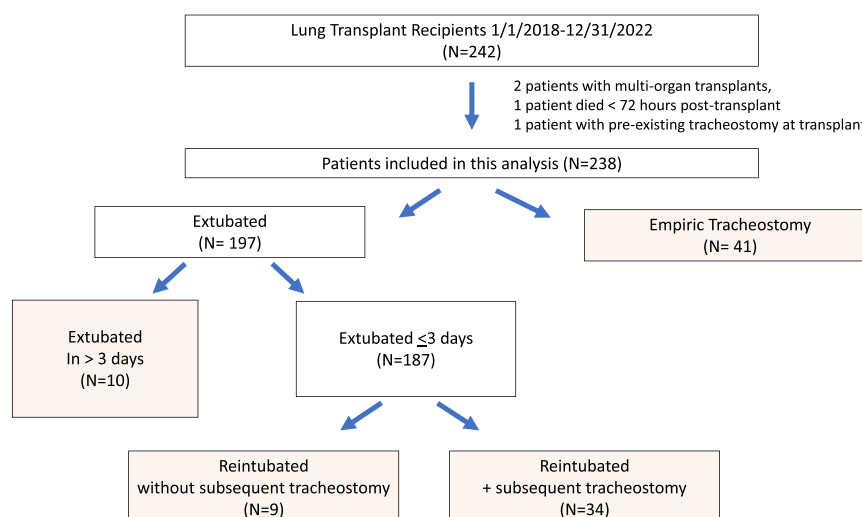 Lung Transplant Recipients 1/1/2018-12/31/2022
(N=242)
2 patients with multi-organ transplants,
1 patient died < 72 hours post-transplant
1 patient with pre-existing tracheostomy at transplant
Patients included in this analysis (N=238)
Extubated
(N= 197)
Empiric Tracheostomy
(N= 41)
Extubated
In > 3 days
(N=10)
Extubated ≤3 days
(N=187)
Reintubated
without subsequent tracheostomy
(N=9)
Reintubated
+ subsequent tracheostomy
(N=34)